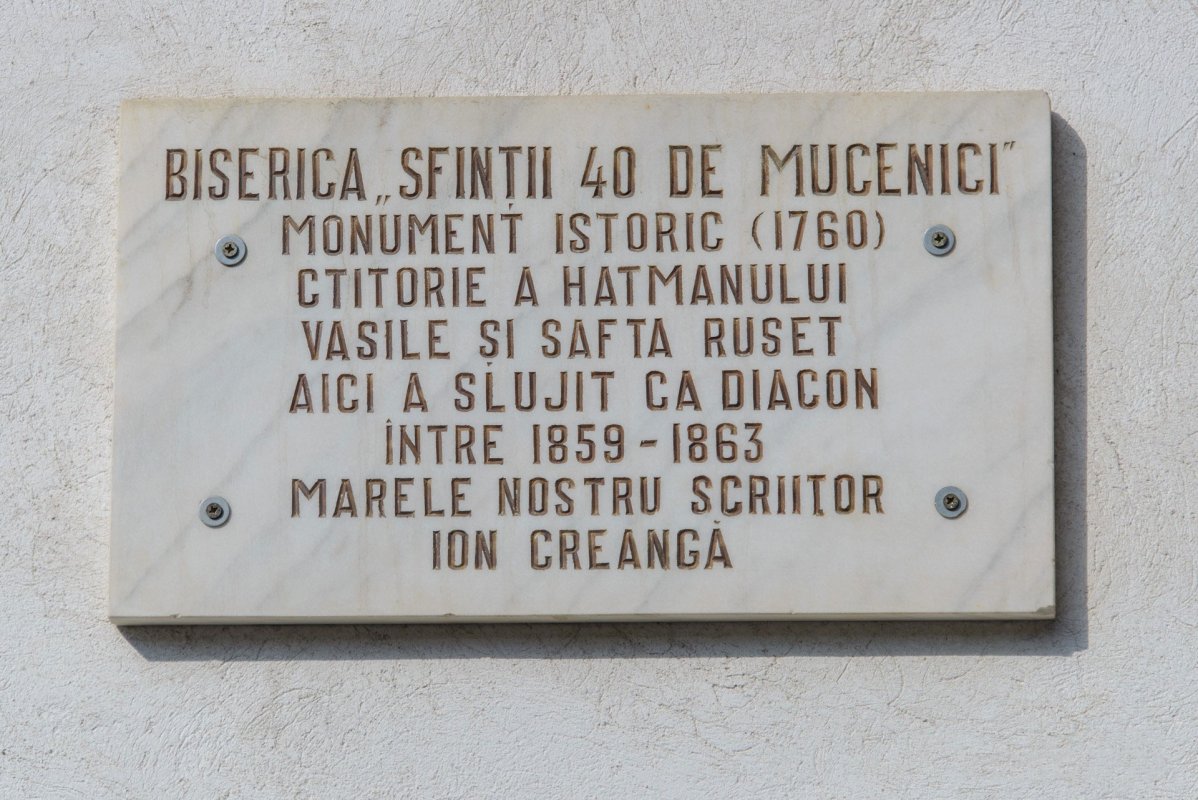 BISERICA „SFINȚII 40 DE MUCENICI”
MONUMENT ISTORIC (1760)
CTITORIE A HATMANULUI
VASILE ȘI SAFTA RUSET
AICI A SLUJIT CA DIACON
ÎNTRE 1859-1863
MARELE NOSTRU SCRIITOR
ION CREANGĂ